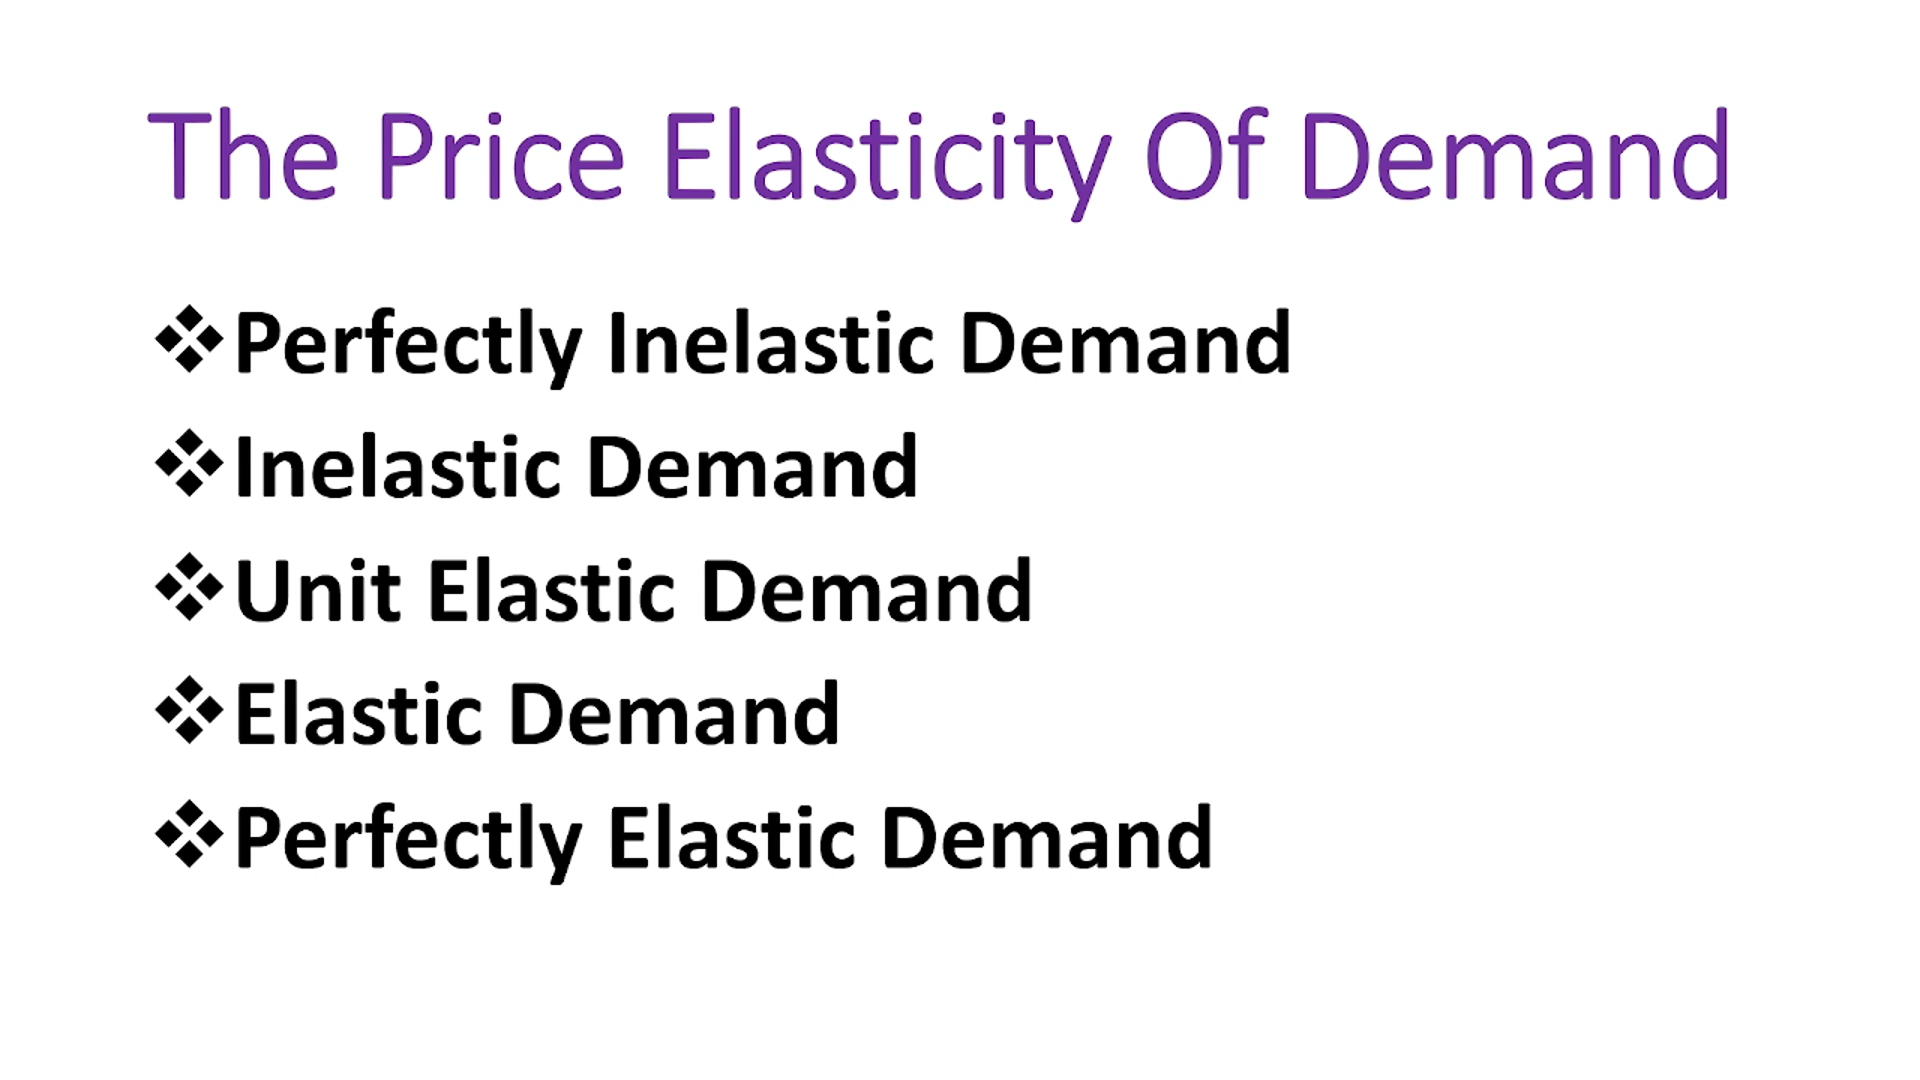 The Price Elasticity Of Demand
❖Perfectly Inelastic Demand
❖Inelastic Demand
❖Unit Elastic Demand
❖Elastic Demand
❖Perfectly Elastic Demand